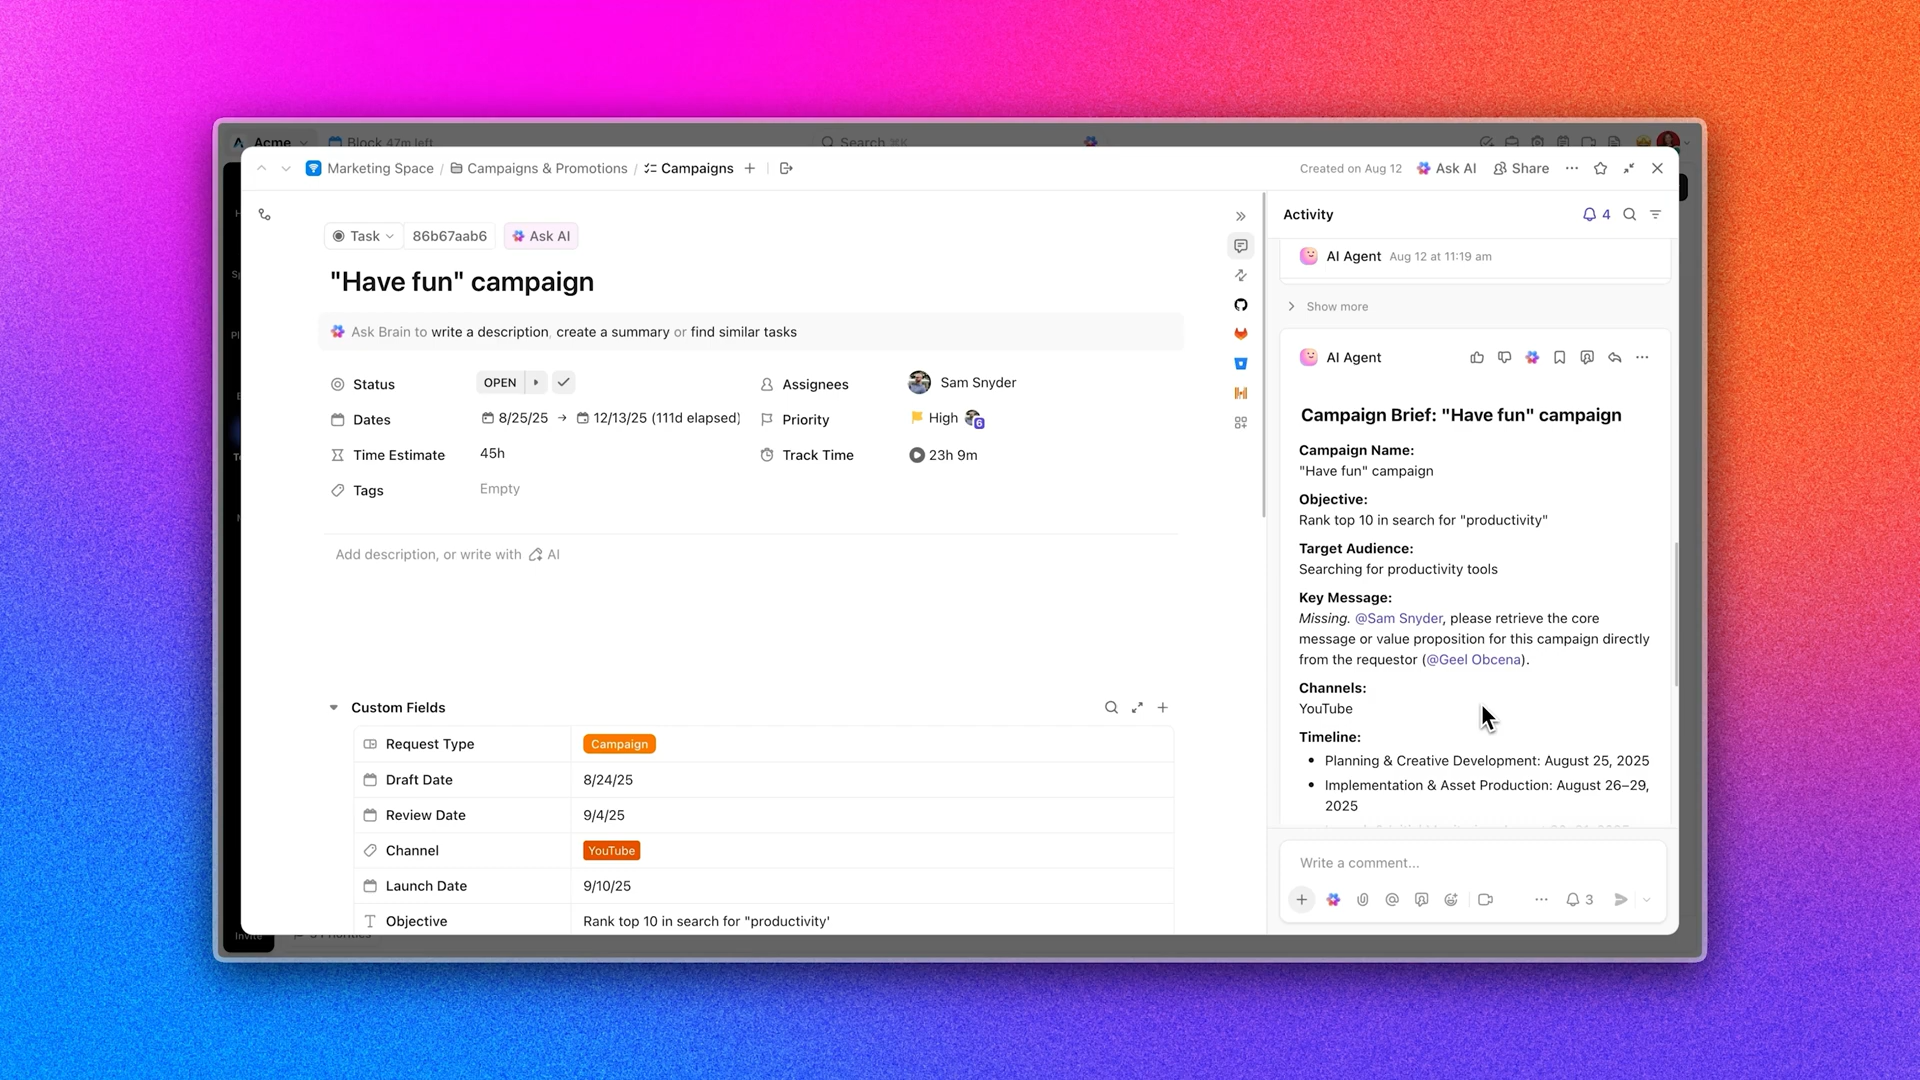 Acme Block 47m left Search ⌘K
Marketing Space / Campaigns & Promotions / Campaigns
Created on Aug 12 Ask AI Share
Task 86b67aab6 Ask AI
"Have fun" campaign
Ask Brain to write a description, create a summary or find similar tasks
Status OPEN Assignees Sam Snyder
Dates 8/25/25 → 12/13/25 (111d elapsed) Priority High 6
Time Estimate 45h Track Time 23h 9m
Tags Empty
Add description, or write with AI
Custom Fields
Request Type Campaign
Draft Date 8/24/25
Review Date 9/4/25
Channel YouTube
Launch Date 9/10/25
Objective Rank top 10 in search for "productivity'
Invite
Activity 4
AI Agent Aug 12 at 11:19 am
Show more
AI Agent
Campaign Brief: "Have fun" campaign
Campaign Name:
"Have fun" campaign
Objective:
Rank top 10 in search for "productivity"
Target Audience:
Searching for productivity tools
Key Message:
Missing. @Sam Snyder, please retrieve the core
message or value proposition for this campaign directly
from the requestor (@Geel Obcena).
Channels:
YouTube
Timeline:
• Planning & Creative Development: August 25, 2025
• Implementation & Asset Production: August 26–29,
2025
Write a comment...
3